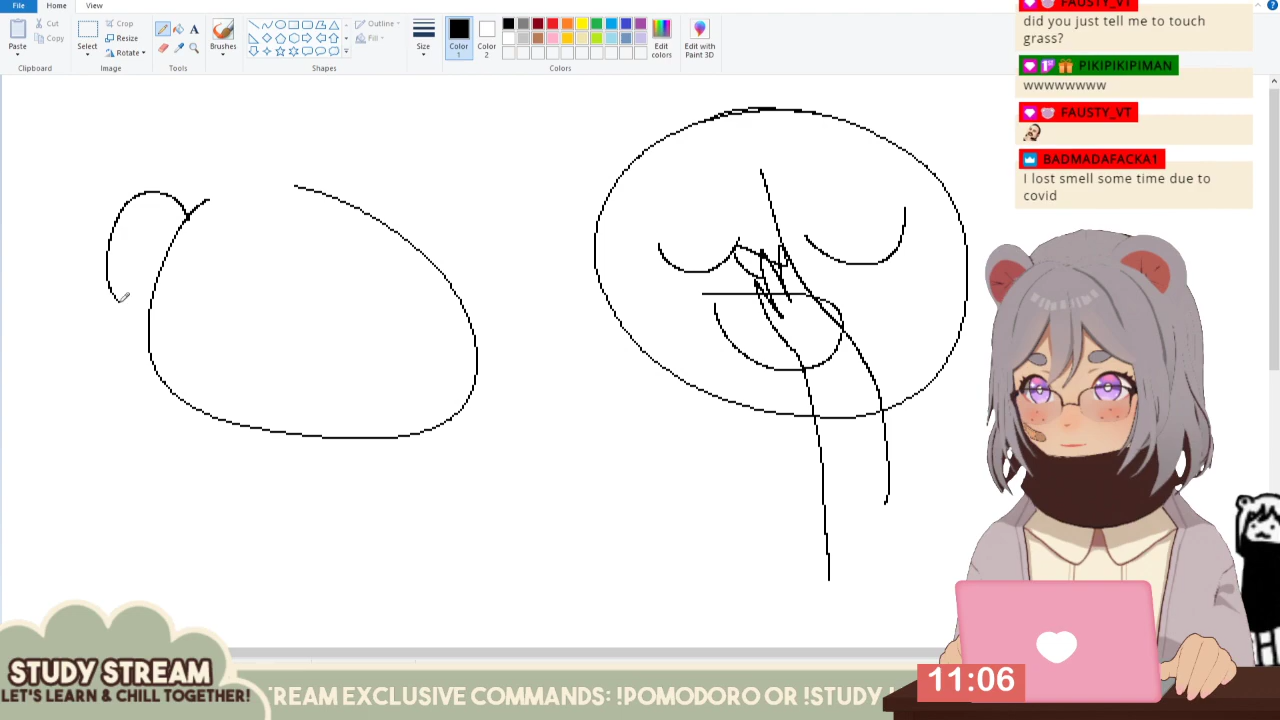 File
Home
View
Paste
Cut
Copy
Clipboard
Select
Crop
Resize
Rotate
Image
A
Tools
Brushes
Shapes
Outline
Fill
Size
Color
1
Color
2
Colors
Edit
colors
Edit with
Paint 3D
FAUSTY_VT
did you just tell me to touch
grass?
PIKIPIKIPIMAN
wwwwwwww
FAUSTY_VT
BADMADAFACKA1
I lost smell some time due to
covid
STUDY STREAM
LET'S LEARN & CHILL TOGETHER!
TREAM EXCLUSIVE COMMANDS: !POMODORO OR !STUDY
11:06